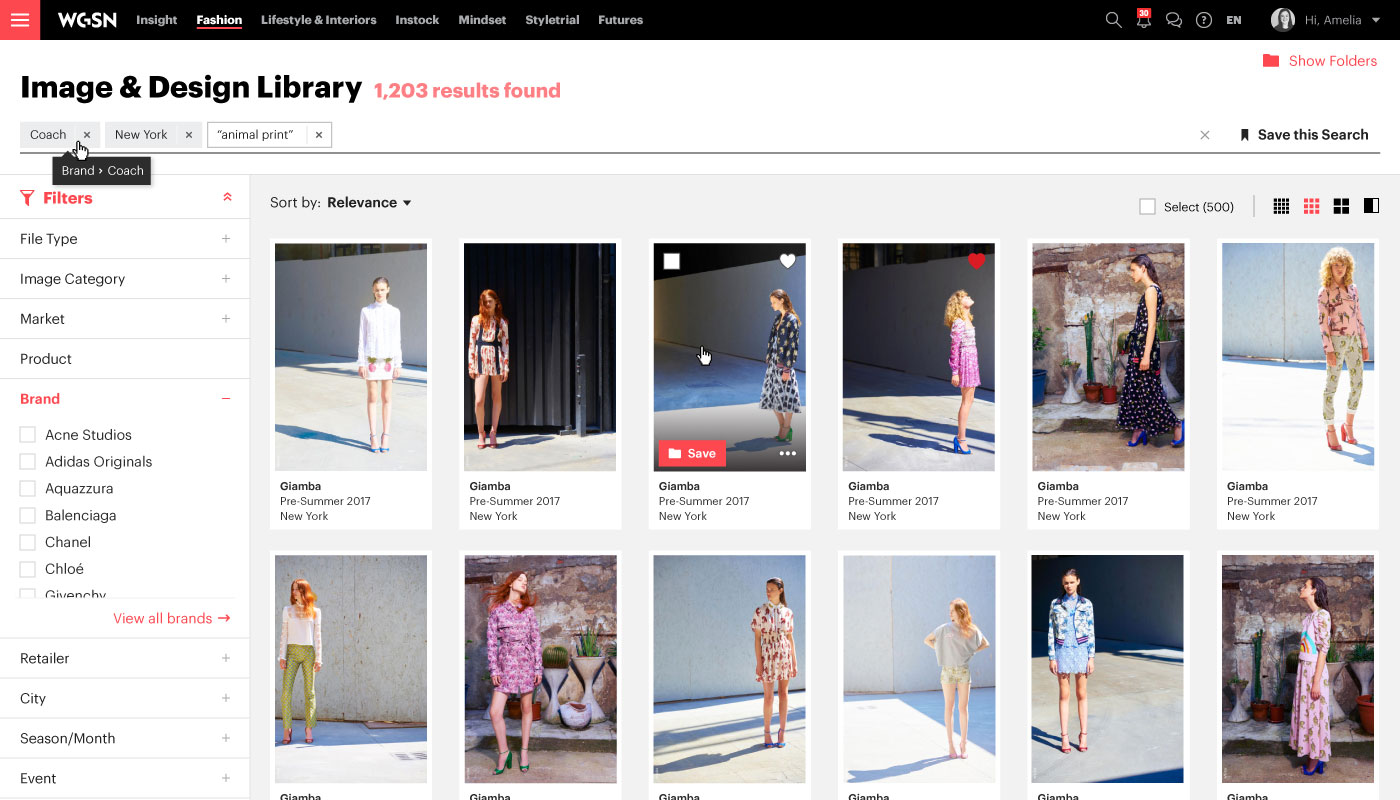 WGSN Insight Fashion Lifestyle & Interiors Instock Mindset Styletrial Futures 30 ? EN Hi, Amelia
Show Folders
Image & Design Library 1,203 results found
Coach × New York × “animal print” × × Save this Search
Brand › Coach
Filters
File Type +
Image Category +
Market +
Product
Brand −
Acne Studios
Adidas Originals
Aquazzura
Balenciaga
Chanel
Chloé
Givenchy
View all brands →
Retailer +
City +
Season/Month +
Event +
Sort by: Relevance
Select (500)
Save •••
Giamba
Pre-Summer 2017
New York
Giamba
Pre-Summer 2017
New York
Giamba
Pre-Summer 2017
New York
Giamba
Pre-Summer 2017
New York
Giamba
Pre-Summer 2017
New York
Giamba
Pre-Summer 2017
New York
Giamba
Giamba
Giamba
Giamba
Giamba
Giamba